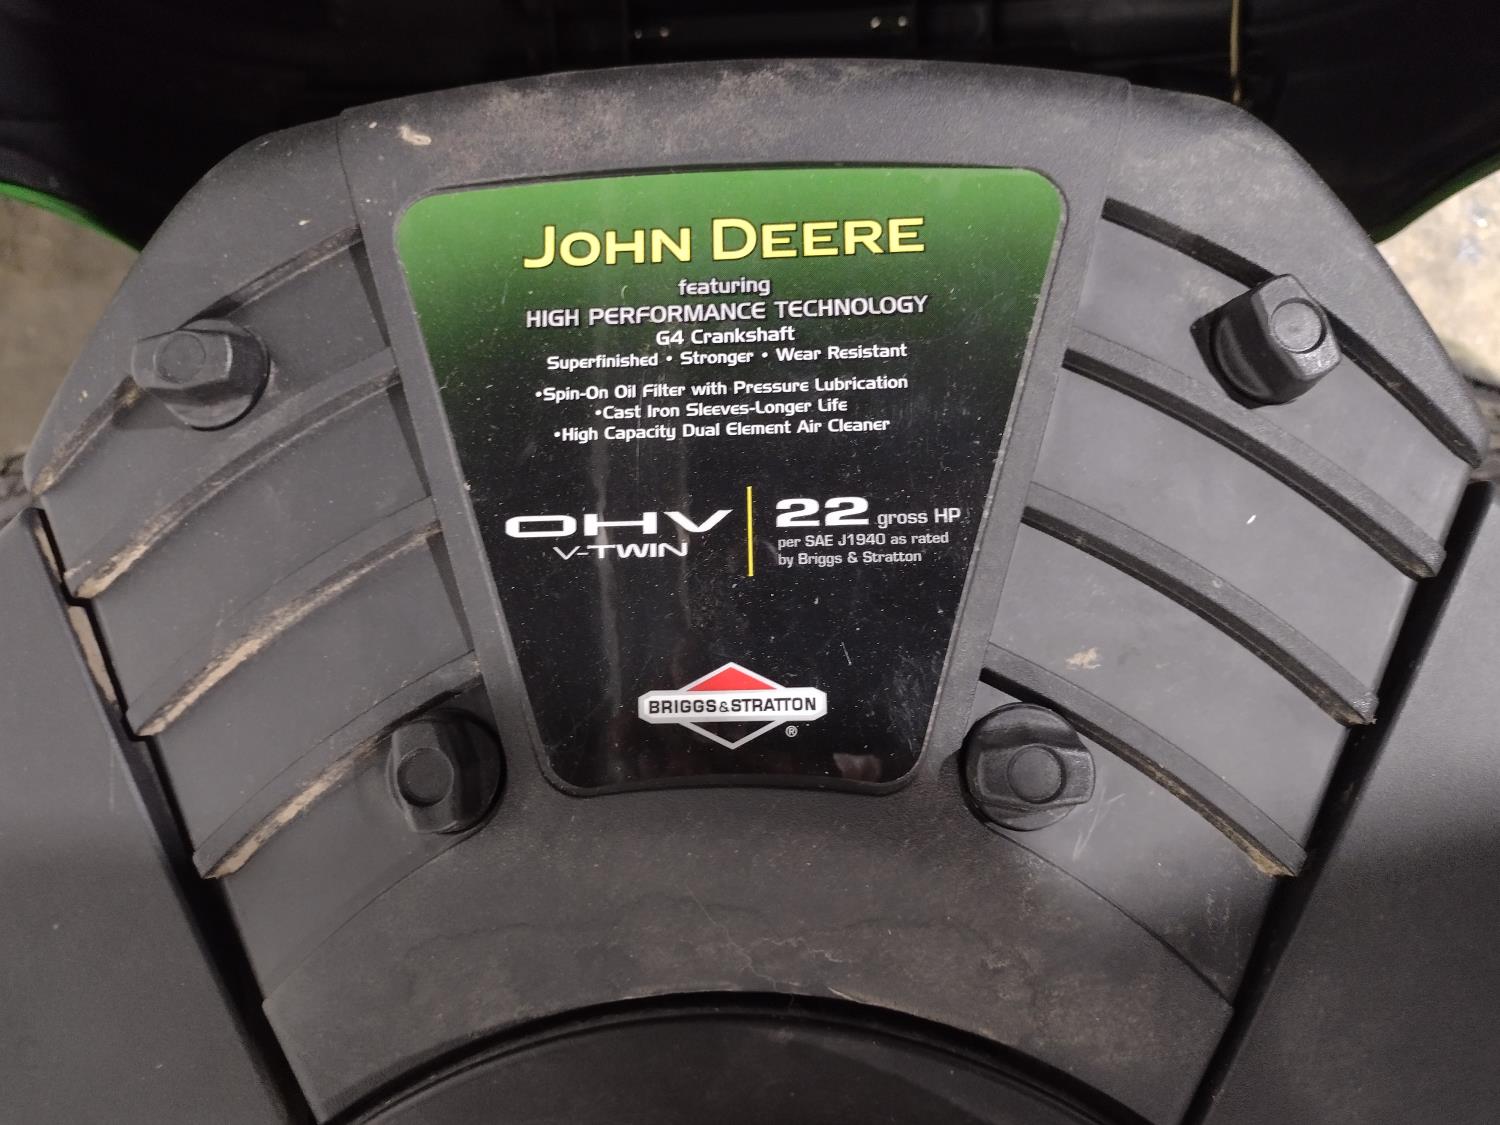 JOHN DEERE
featuring
HIGH PERFORMANCE TECHNOLOGY
G4 Crankshaft
Superfinished • Stronger • Wear Resistant
•Spin-On Oil Filter with Pressure Lubrication
•Cast Iron Sleeves-Longer Life
•High Capacity Dual Element Air Cleaner
OHV
V-TWIN
22 gross HP
per SAE J1940 as rated
by Briggs & Stratton
BRIGGS & STRATTON
®